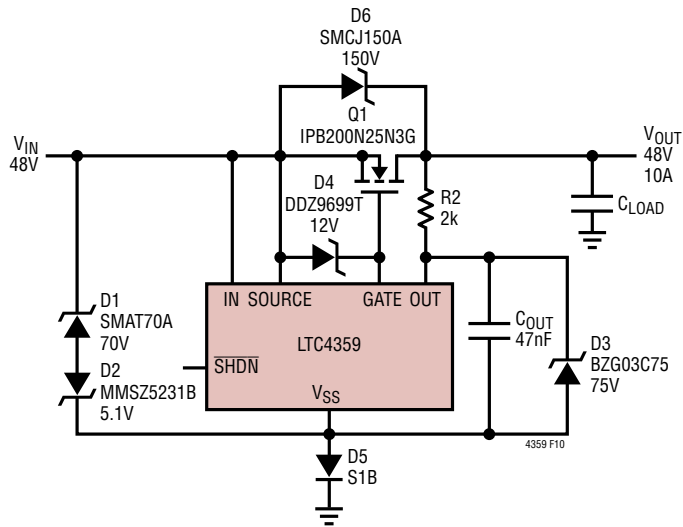 D6
SMCJ150A
150V
Q1
IPB200N25N3G
VIN
48V
VOUT
48V
10A
D4
DDZ9699T
12V
R2
2k
CLOAD
IN SOURCE GATE OUT
D1
SMAT70A
70V
LTC4359
COUT
47nF
SHDN
D3
BZG03C75
75V
D2
MMSZ5231B
5.1V
VSS
4359 F10
D5
S1B